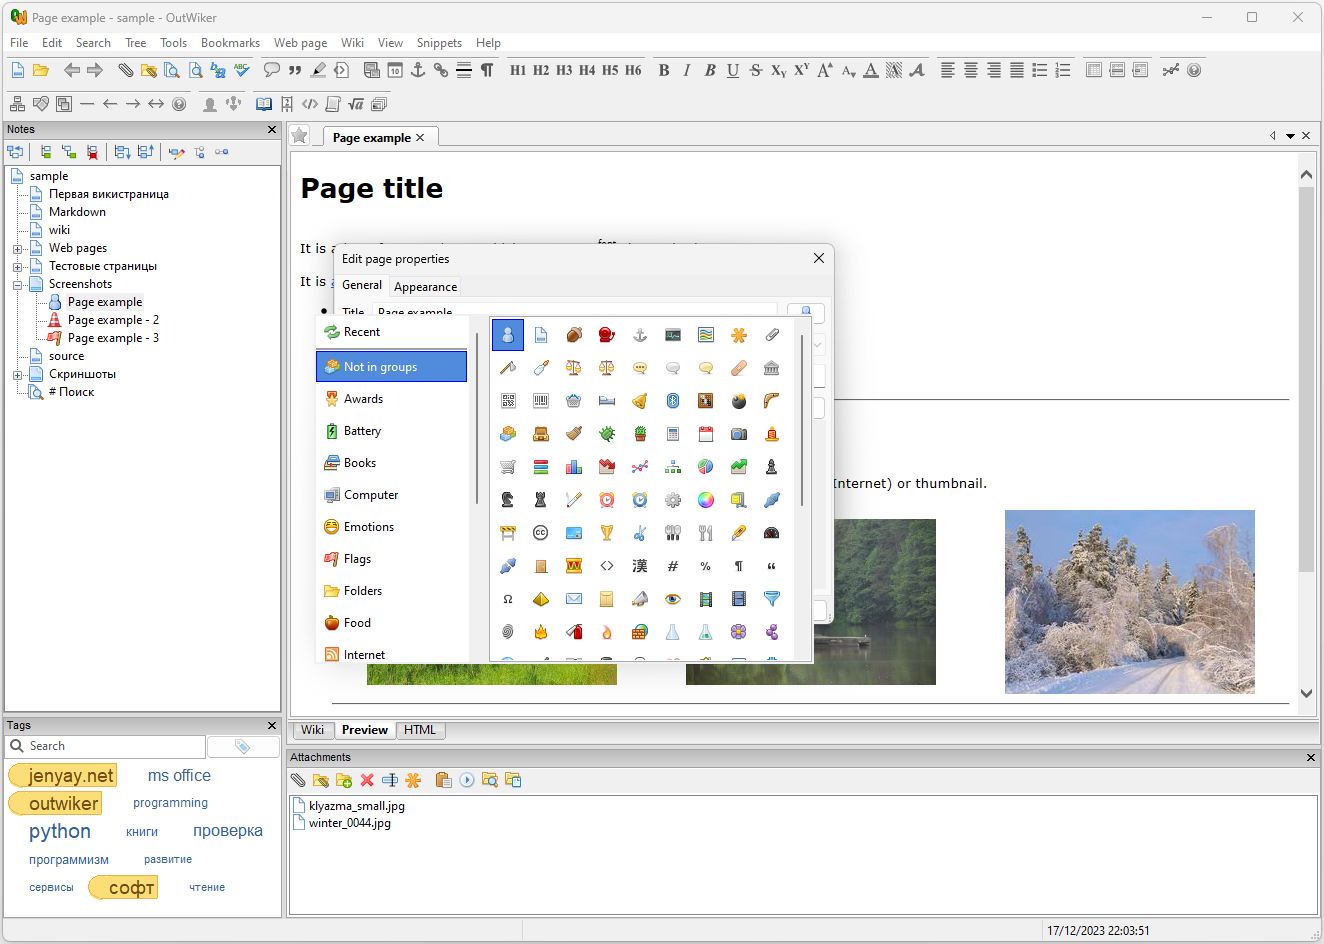 Page example - sample - OutWiker
File Edit Search Tree Tools Bookmarks Web page Wiki View Snippets Help
H1 H2 H3 H4 H5 H6 B I B U S
Notes
sample
Первая викистраница
Markdown
wiki
Web pages
Тестовые страницы
Screenshots
Page example
Page example - 2
Page example - 3
source
Скриншоты
# Поиск
Tags
Search
jenyay.net ms office
outwiker programming
python книги проверка
программизм развитие
сервисы софт чтение
Page example
Page title
It is
It is
Edit page properties
General Appearance
Title Page example
Recent
Not in groups
Awards
Battery
Books
Computer
Emotions
Flags
Folders
Food
Internet
Internet) or thumbnail.
Wiki Preview HTML
Attachments
klyazma_small.jpg
winter_0044.jpg
17/12/2023 22:03:51